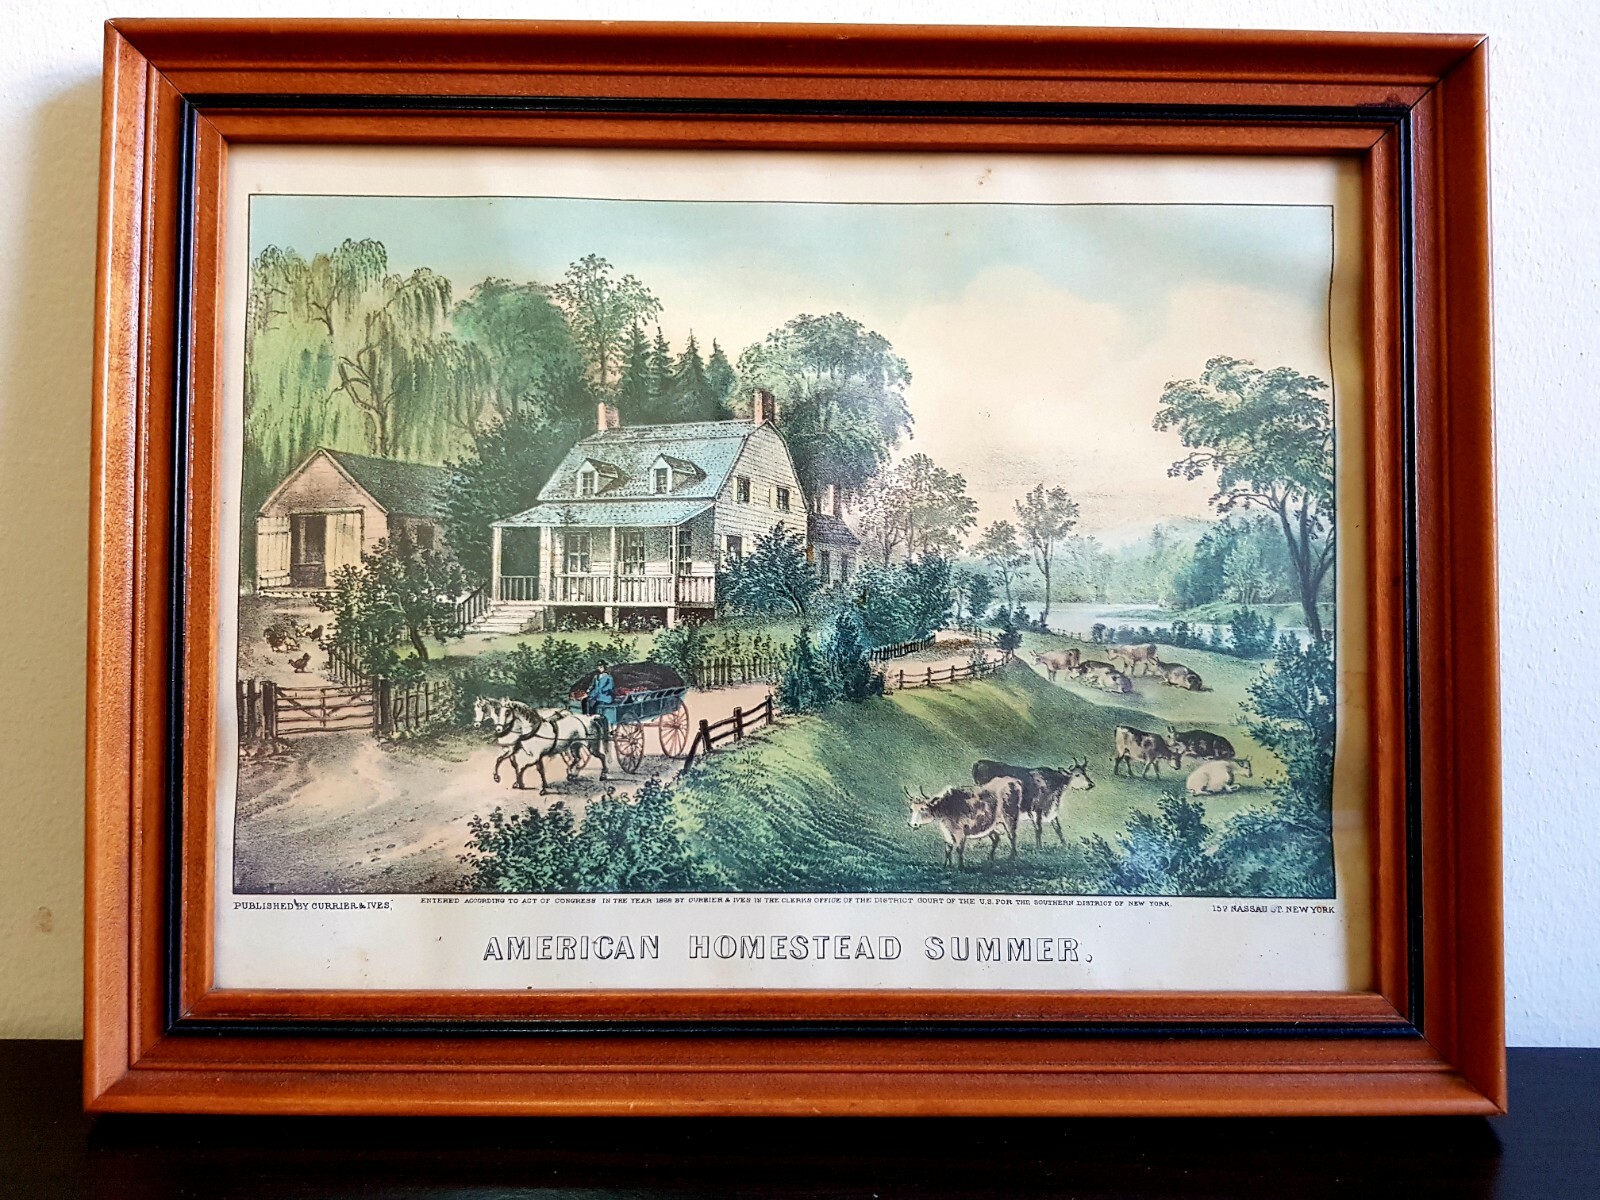 PUBLISHED BY CURRIER & IVES,
ENTERED ACCORDING TO ACT OF CONGRESS IN THE YEAR 1868 BY CURRIER & IVES IN THE CLERKS OFFICE OF THE DISTRICT COURT OF THE U.S. FOR THE SOUTHERN DISTRICT OF NEW YORK.
152 NASSAU ST. NEW YORK
AMERICAN HOMESTEAD SUMMER.